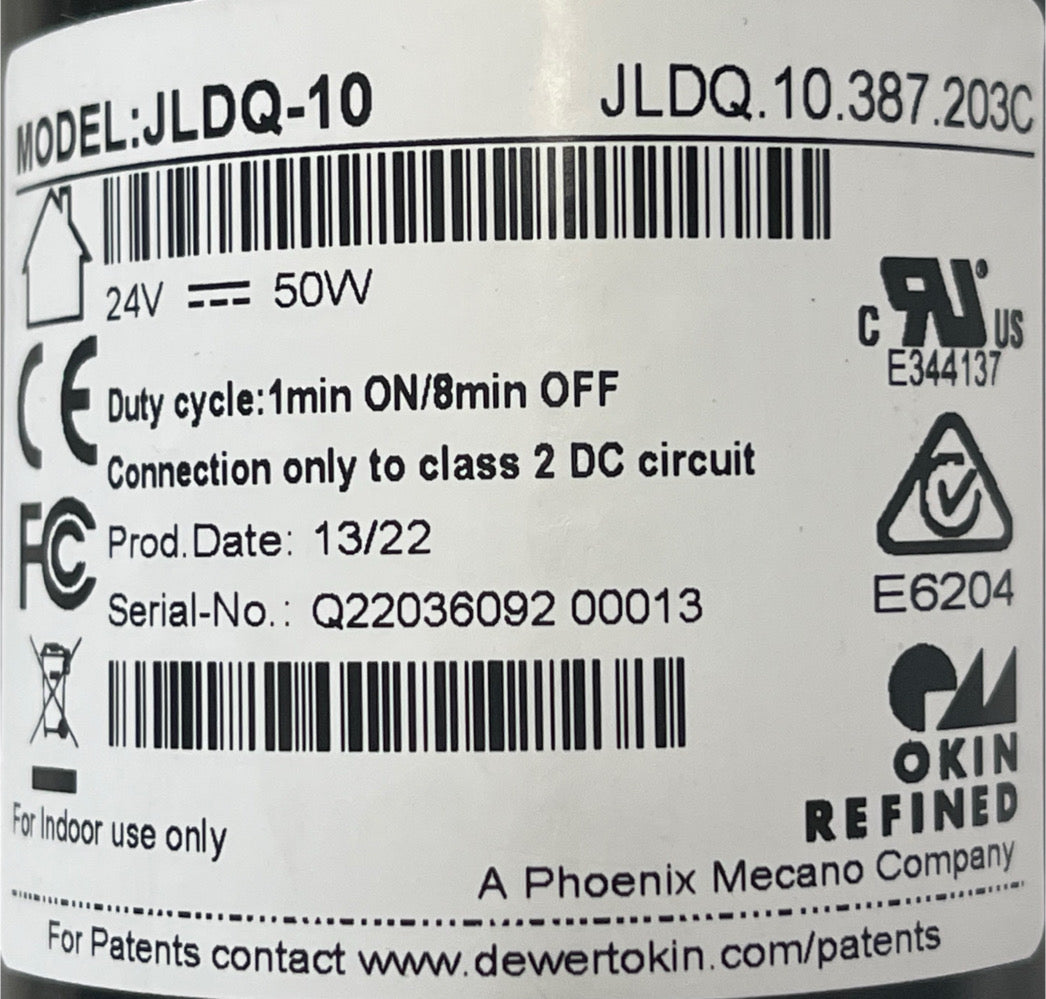 MODEL:JLDQ-10 JLDQ.10.387.203C
24V 50W
C US
E344137
CE
Duty cycle:1min ON/8min OFF
Connection only to class 2 DC circuit
FC
Prod.Date: 13/22
E6204
Serial-No.: Q22036092 00013
OKIN
REFINED
For Indoor use only
A Phoenix Mecano Company
For Patents contact www.dewertokin.com/patents